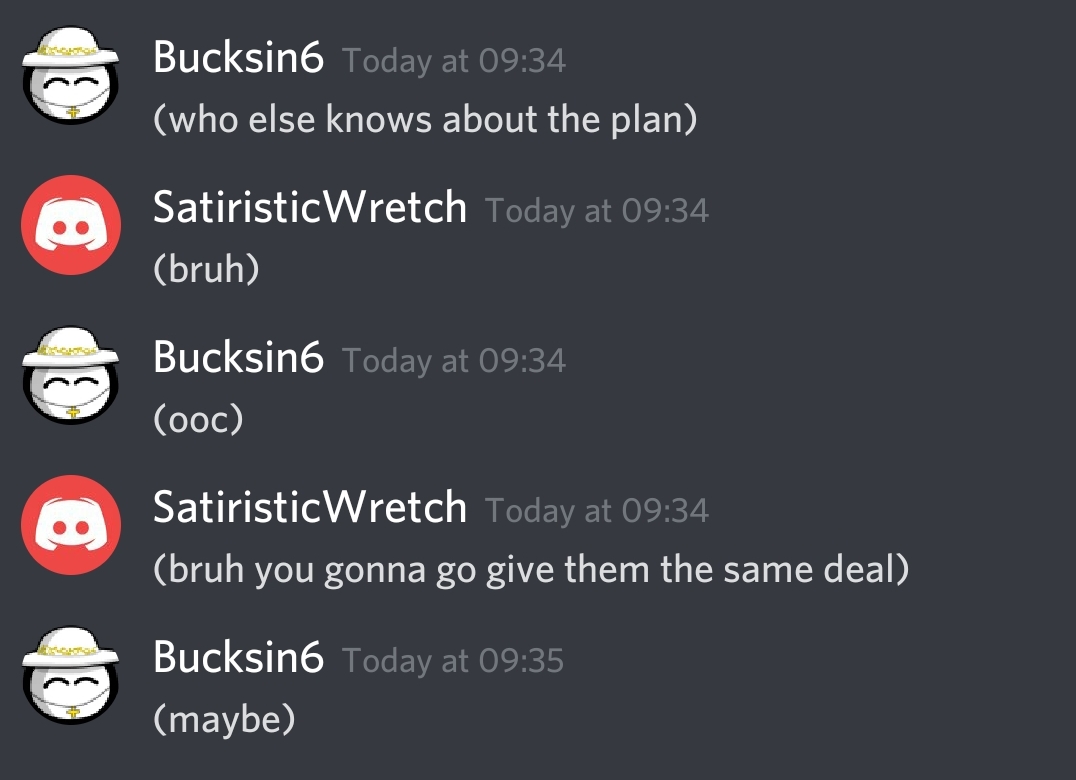 Bucksin6 Today at 09:34
(who else knows about the plan)
SatiristicWretch Today at 09:34
(bruh)
Bucksin6 Today at 09:34
(ooc)
SatiristicWretch Today at 09:34
(bruh you gonna go give them the same deal)
Bucksin6 Today at 09:35
(maybe)